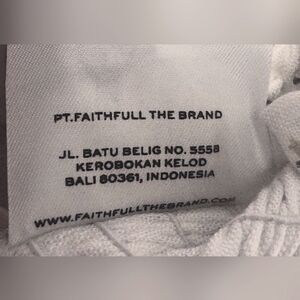 PT.FAITHFULL THE BRAND
JL. BATU BELIG NO. 5558
KEROBOKAN KELOD
BALI 80361, INDONESIA
WWW.FAITHFULLTHEBRAND.COM